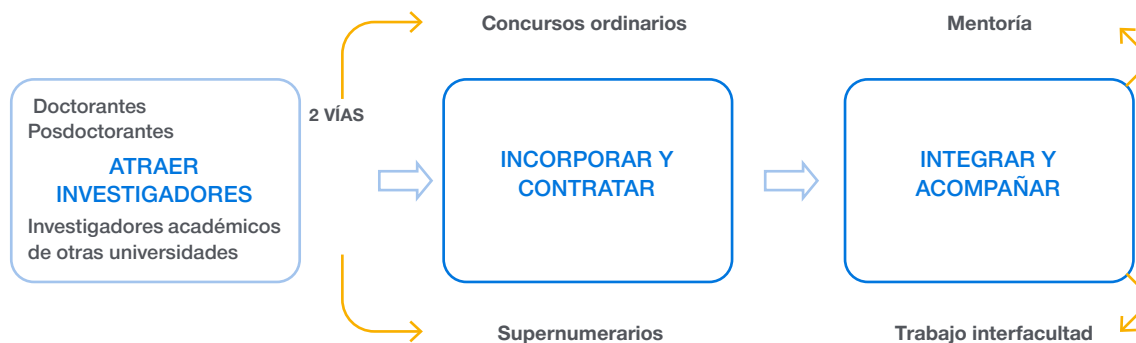 Concursos ordinarios
Mentoría
Doctorantes
Posdoctorantes
ATRAER
INVESTIGADORES
Investigadores académicos
de otras universidades
2 VÍAS
INCORPORAR Y
CONTRATAR
INTEGRAR Y
ACOMPAÑAR
Supernumerarios
Trabajo interfacultad